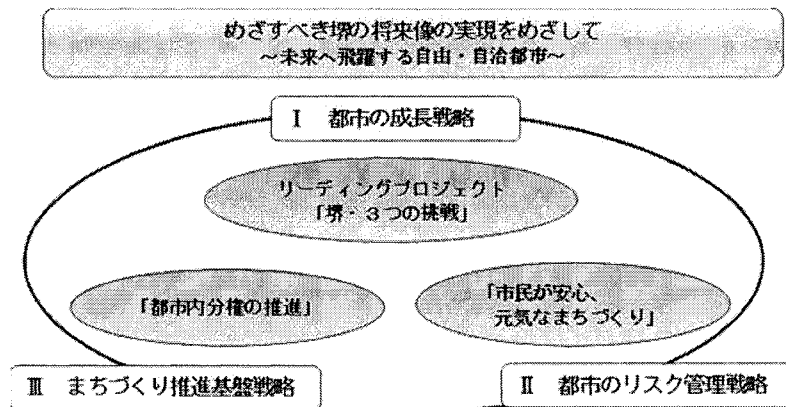 めざすべき堺の将来像の実現をめざして
～未来へ飛躍する自由・自治都市～
Ⅰ 都市の成長戦略
リーディングプロジェクト
「堺・３つの挑戦」
「都市内分権の推進」
「市民が安心、
元気なまちづくり」
Ⅲ まちづくり推進基盤戦略
Ⅱ 都市のリスク管理戦略